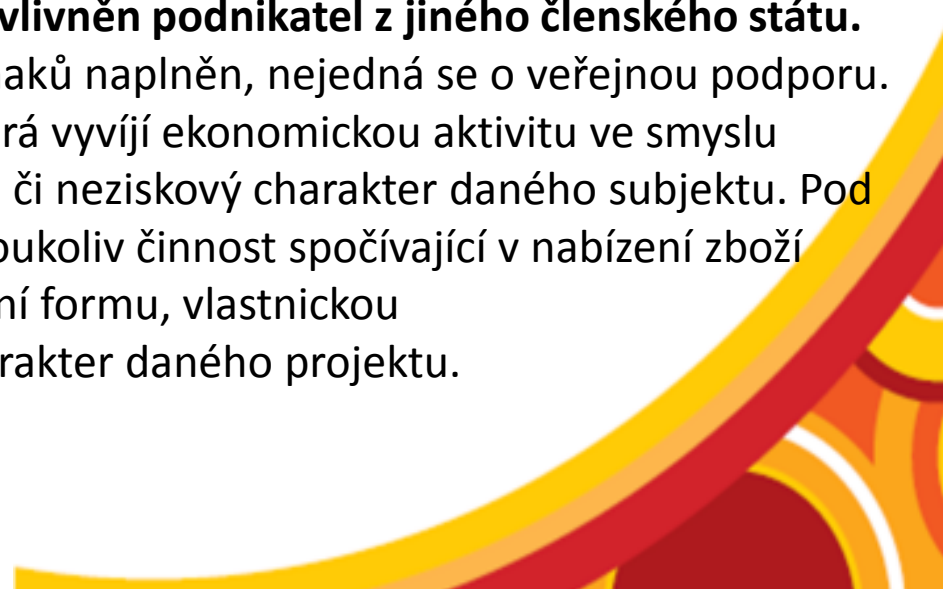 vlivněn podnikatel z jiného členského státu.
aků naplněn, nejedná se o veřejnou podporu.
rá vyvíjí ekonomickou aktivitu ve smyslu
či neziskový charakter daného subjektu. Pod
oukoliv činnost spočívající v nabízení zboží
ní formu, vlastnickou
rakter daného projektu.